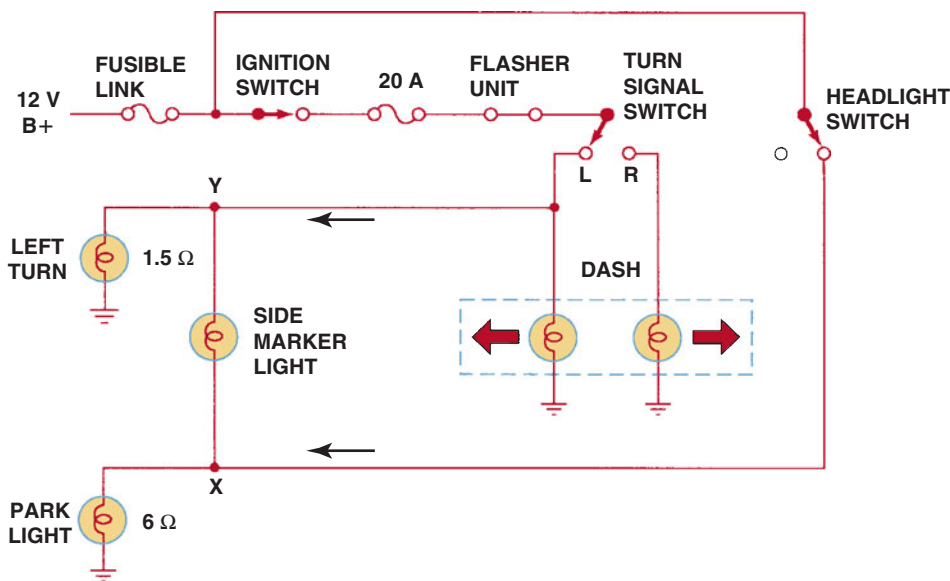 FUSIBLE
LINK
IGNITION
SWITCH
20 A
FLASHER
UNIT
TURN
SIGNAL
SWITCH
HEADLIGHT
SWITCH
12 V
B+
L
R
Y
LEFT
TURN
1.5 Ω
DASH
SIDE
MARKER
LIGHT
X
PARK
LIGHT
6 Ω